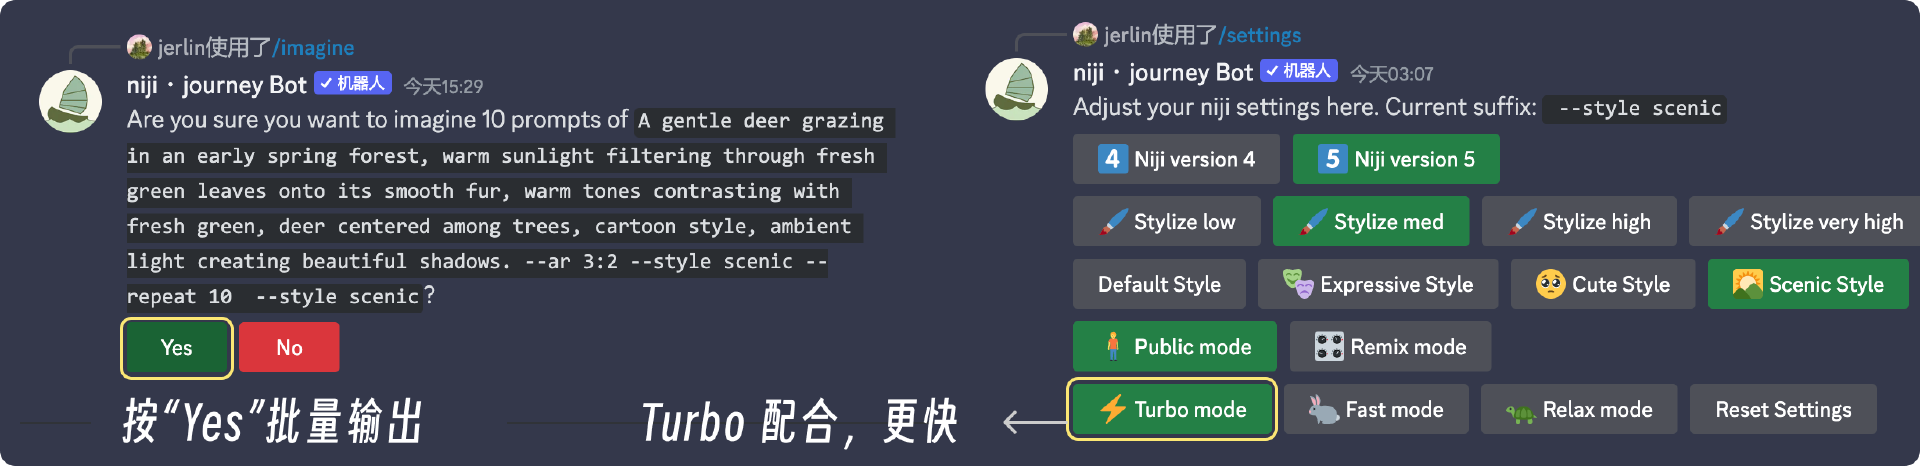 jerlin使用了/imagine
niji · journey Bot ✓ 机器人 今天15:29
Are you sure you want to imagine 10 prompts of A gentle deer grazing
in an early spring forest, warm sunlight filtering through fresh
green leaves onto its smooth fur, warm tones contrasting with
fresh green, deer centered among trees, cartoon style, ambient
light creating beautiful shadows. --ar 3:2 --style scenic --
repeat 10  --style scenic?
Yes No
按“Yes”批量输出
jerlin使用了/settings
niji · journey Bot ✓ 机器人 今天03:07
Adjust your niji settings here. Current suffix: --style scenic
4 Niji version 4 5 Niji version 5
Stylize low Stylize med Stylize high Stylize very high
Default Style Expressive Style Cute Style Scenic Style
Public mode Remix mode
Turbo mode Fast mode Relax mode Reset Settings
Turbo 配合，更快